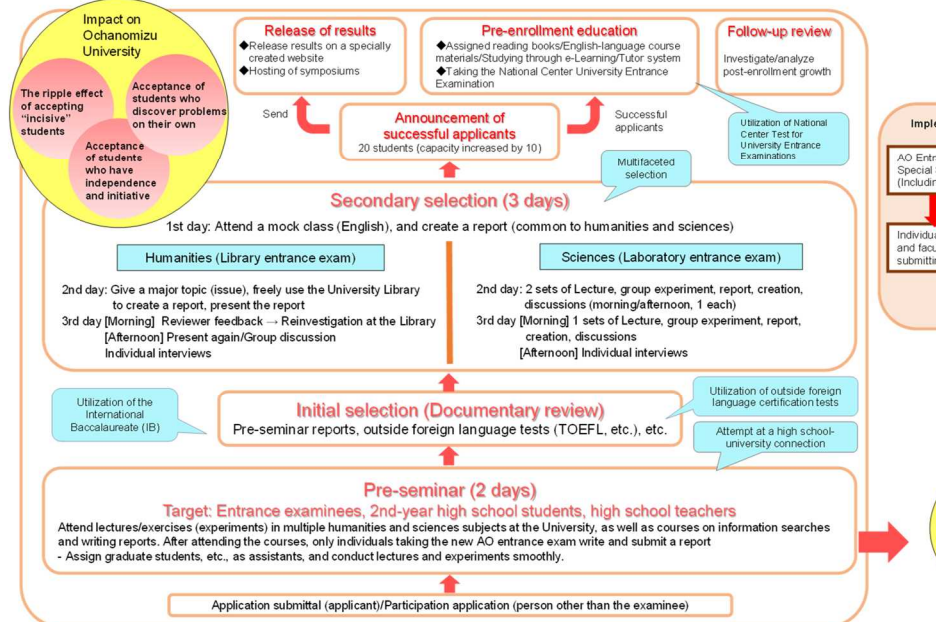 Impact on
Ochanomizu
University
The ripple effect
of accepting
“incisive”
students
Acceptance of
students who
discover problems
on their own
Acceptance
of students
who have
independence
and initiative
Release of results
◆Release results on a specially
created website
◆Hosting of symposiums
Pre-enrollment education
◆Assigned reading books/English-language course
materials/Studying through e-Learning/Tutor system
◆Taking the National Center University Entrance
Examination
Follow-up review
Investigate/analyze
post-enrollment growth
Send
Announcement of
successful applicants
20 students (capacity increased by 10)
Successful
applicants
Utilization of National
Center Test for
University Entrance
Examinations
Multifaceted
selection
Secondary selection (3 days)
1st day: Attend a mock class (English), and create a report (common to humanities and sciences)
Humanities (Library entrance exam)
2nd day: Give a major topic (issue), freely use the University Library
to create a report, present the report
3rd day [Morning] Reviewer feedback → Reinvestigation at the Library
[Afternoon] Present again/Group discussion
Individual interviews
Sciences (Laboratory entrance exam)
2nd day: 2 sets of Lecture, group experiment, report, creation,
discussions (morning/afternoon, 1 each)
3rd day [Morning] 1 sets of Lecture, group experiment, report,
creation, discussions
[Afternoon] Individual interviews
Utilization of the
International
Baccalaureate (IB)
Initial selection (Documentary review)
Pre-seminar reports, outside foreign language tests (TOEFL, etc.), etc.
Utilization of outside foreign
language certification tests
Attempt at a high school-
university connection
Pre-seminar (2 days)
Target: Entrance examinees, 2nd-year high school students, high school teachers
Attend lectures/exercises (experiments) in multiple humanities and sciences subjects at the University, as well as courses on information searches
and writing reports. After attending the courses, only individuals taking the new AO entrance exam write and submit a report
- Assign graduate students, etc., as assistants, and conduct lectures and experiments smoothly.
Application submittal (applicant)/Participation application (person other than the examinee)
AO
Special
Individual
and